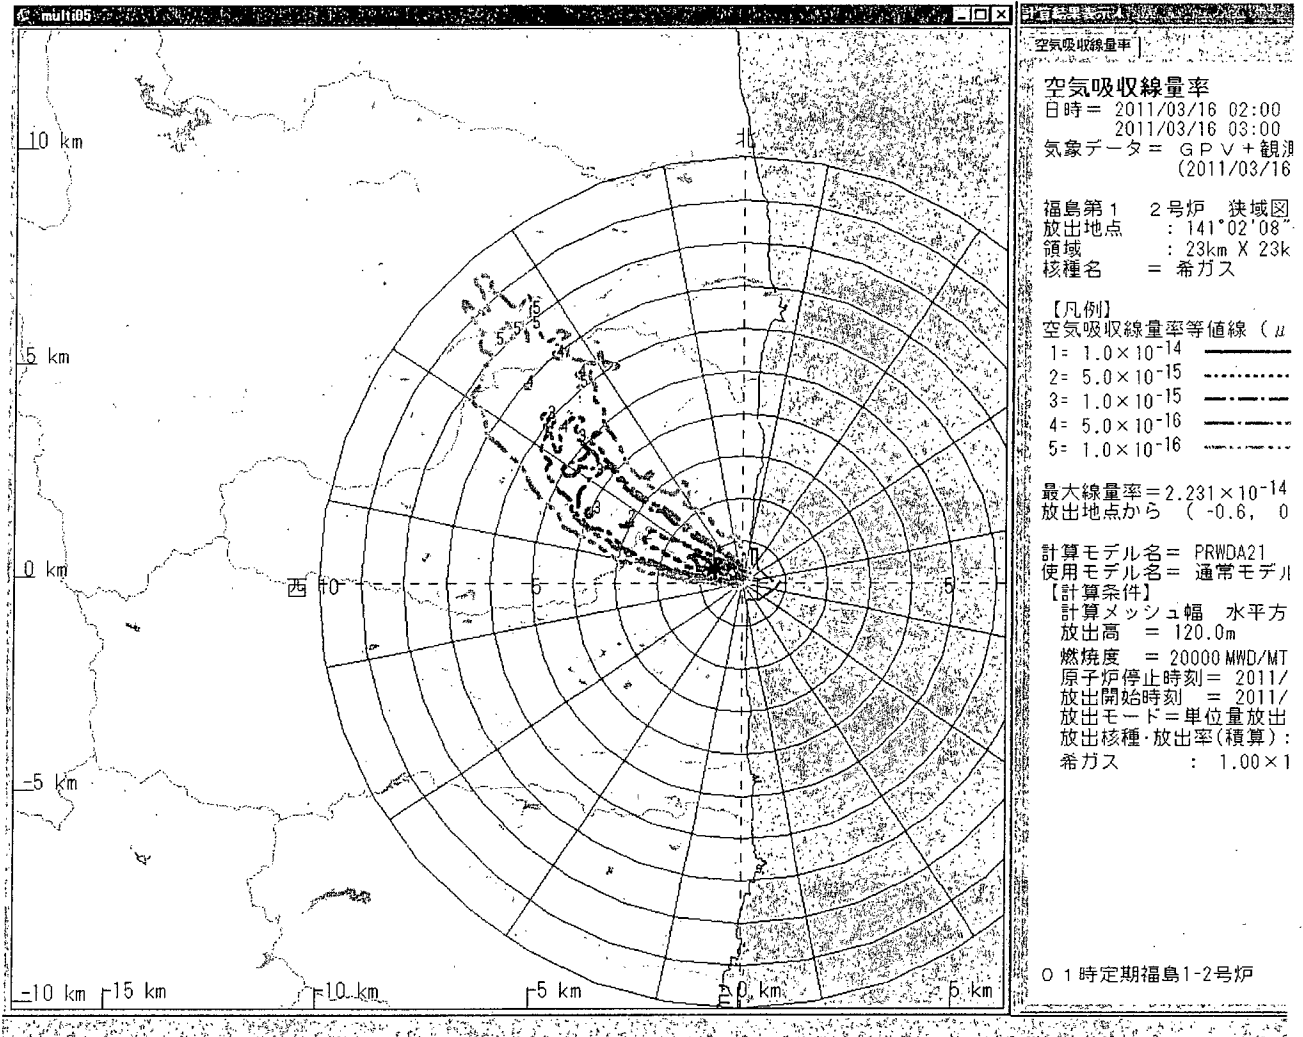 multi05
10 km
5 km
0 km
-5 km
-10 km
-15 km
-10 km
-5 km
0 km
5 km
北
西 10
5
5
5
5
5
4
4
4
3
3
空気吸収線量率
空気吸収線量率
日時= 2011/03/16 02:00
2011/03/16 03:00
気象データ= GPV+観測
(2011/03/16
福島第1 2号炉 狭域図
放出地点 : 141°02'08"
領域 : 23km X 23k
核種名 = 希ガス
【凡例】
空気吸収線量率等値線 (μ
1= 1.0×10-14
2= 5.0×10-15
3= 1.0×10-15
4= 5.0×10-16
5= 1.0×10-16
最大線量率=2.231×10-14
放出地点から ( -0.6, 0
計算モデル名= PRWDA21
使用モデル名= 通常モデル
【計算条件】
計算メッシュ幅 水平方
放出高 = 120.0m
燃焼度 = 20000MWD/MT
原子炉停止時刻= 2011/
放出開始時刻 = 2011/
放出モード=単位量放出
放出核種・放出率(積算):
希ガス : 1.00×1
01時定期福島1-2号炉